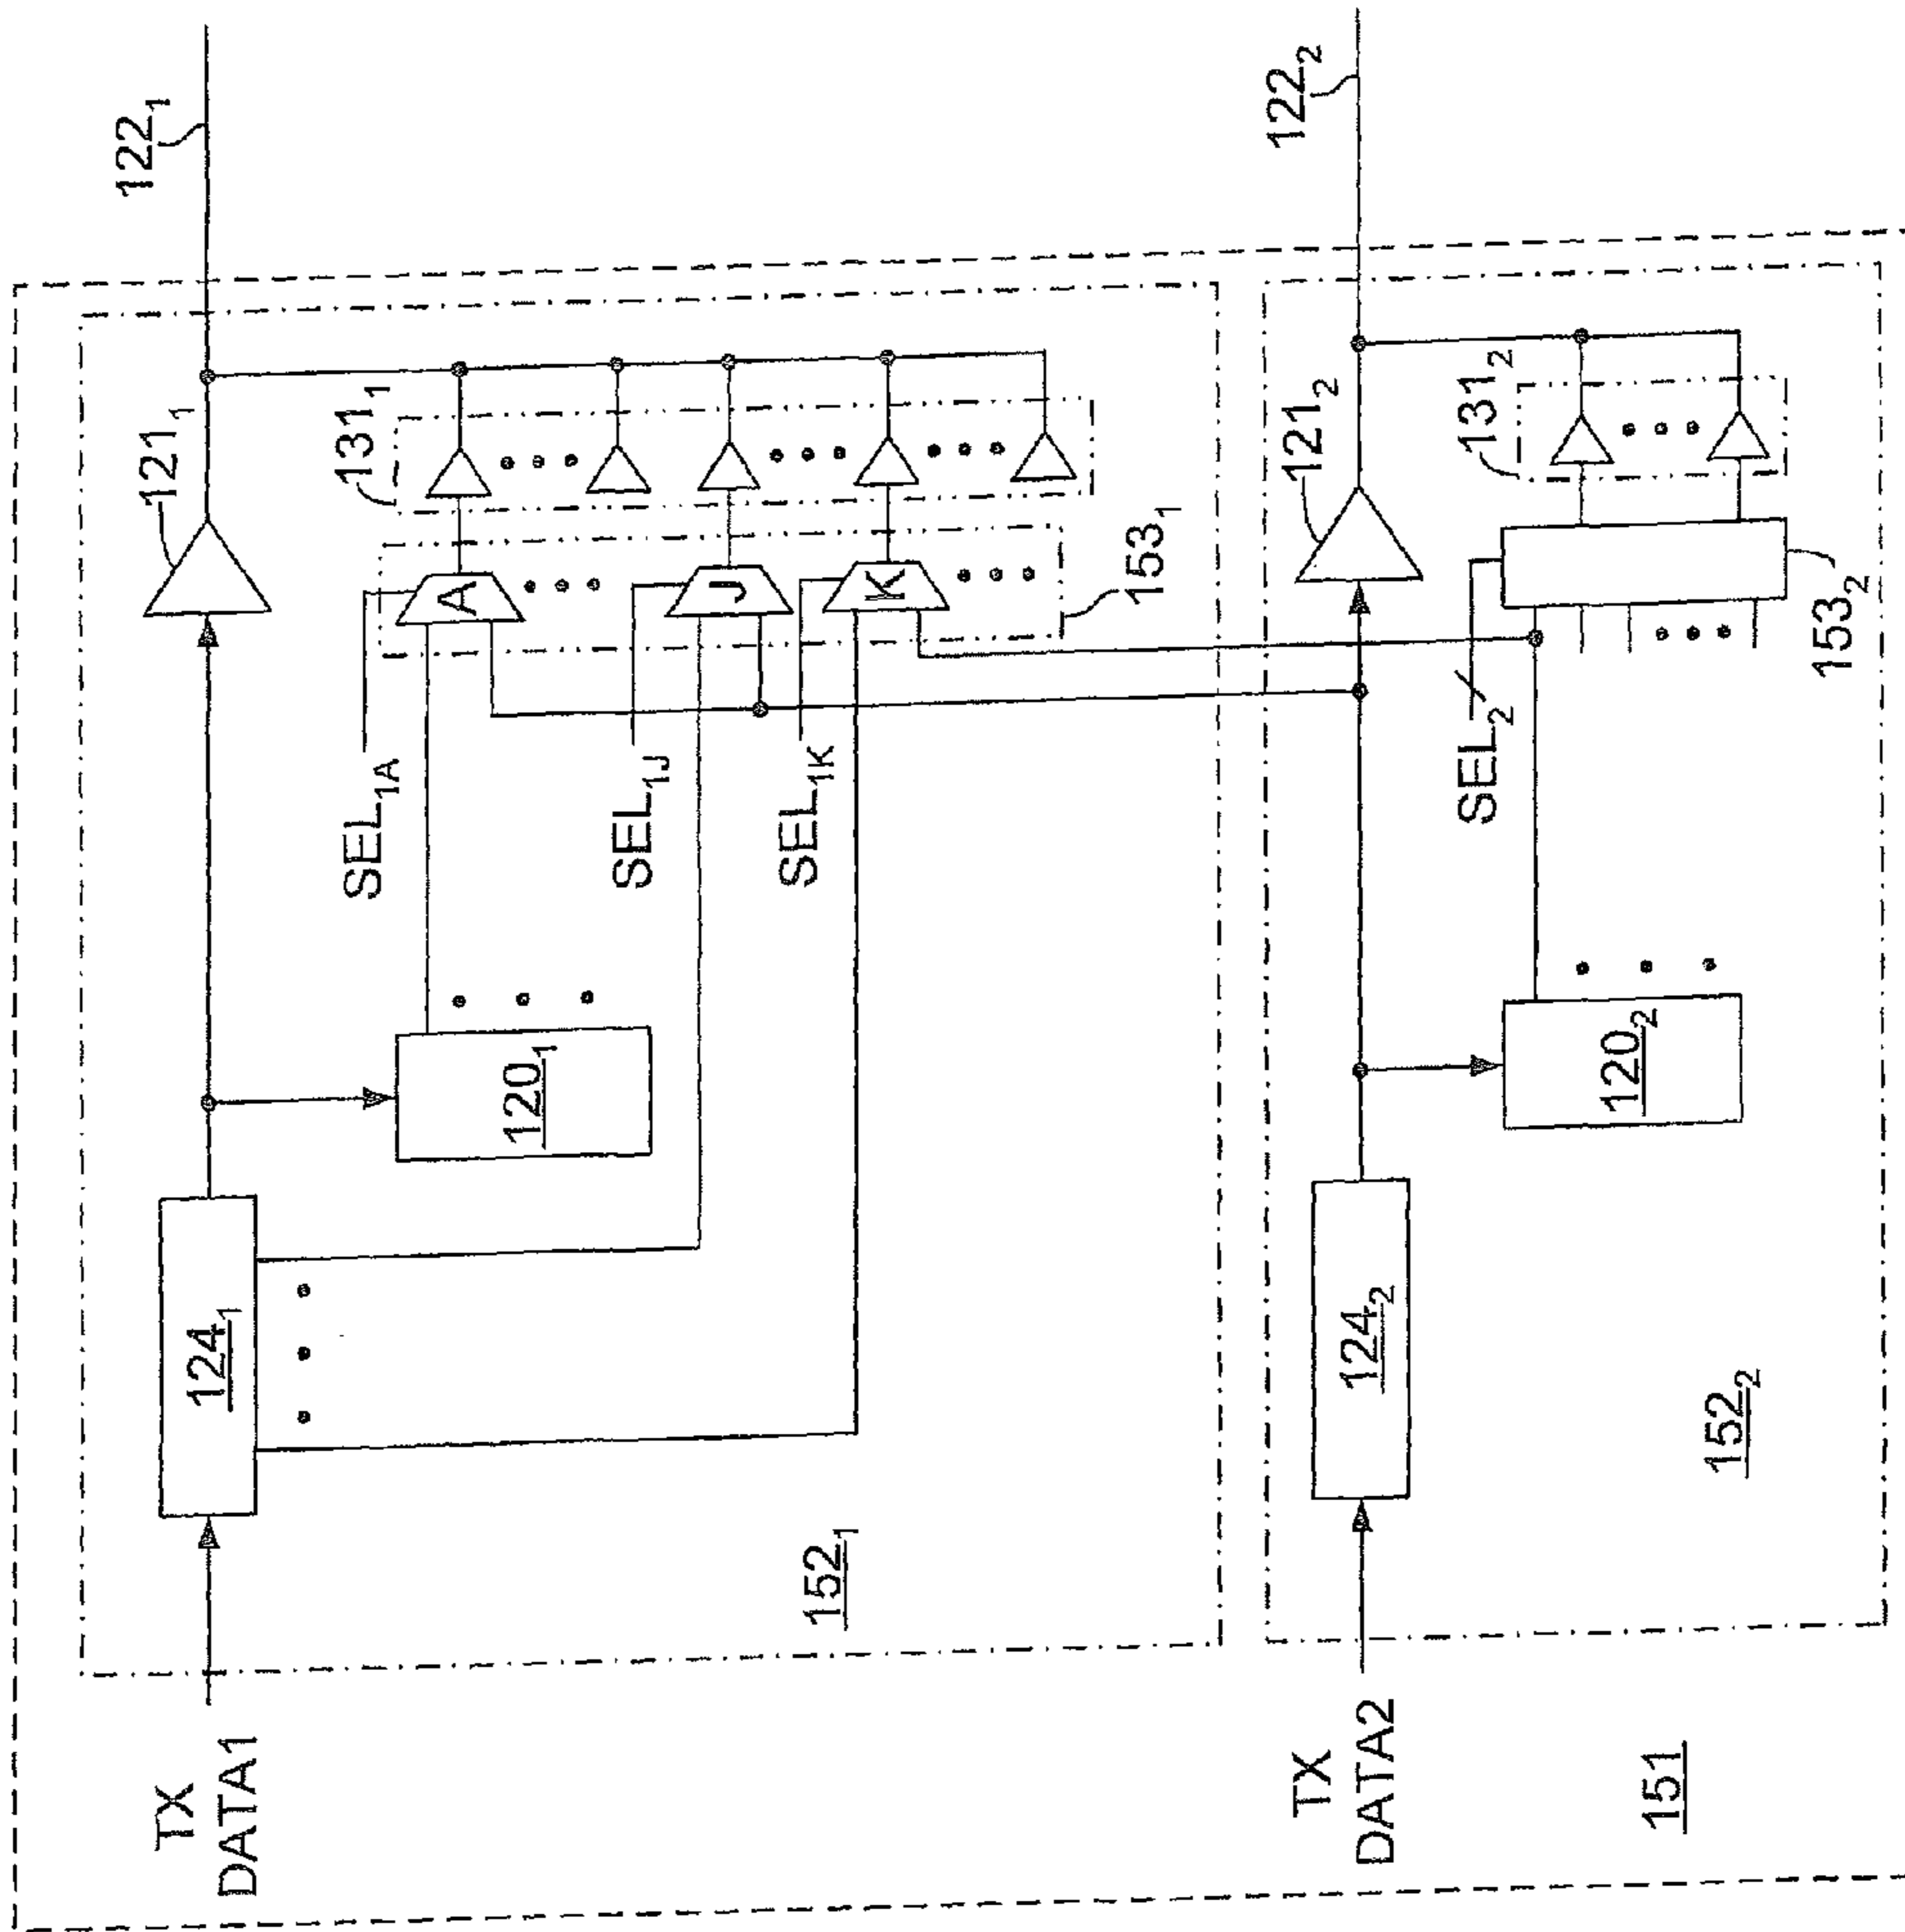 TX
DATA1
124₁
120₁
121₁
122₁
SEL₁A
SEL₁J
SEL₁K
A
J
K
131₁
153₁
152₁
TX
DATA2
124₂
120₂
121₂
122₂
SEL₂
131₂
153₂
152₂
151